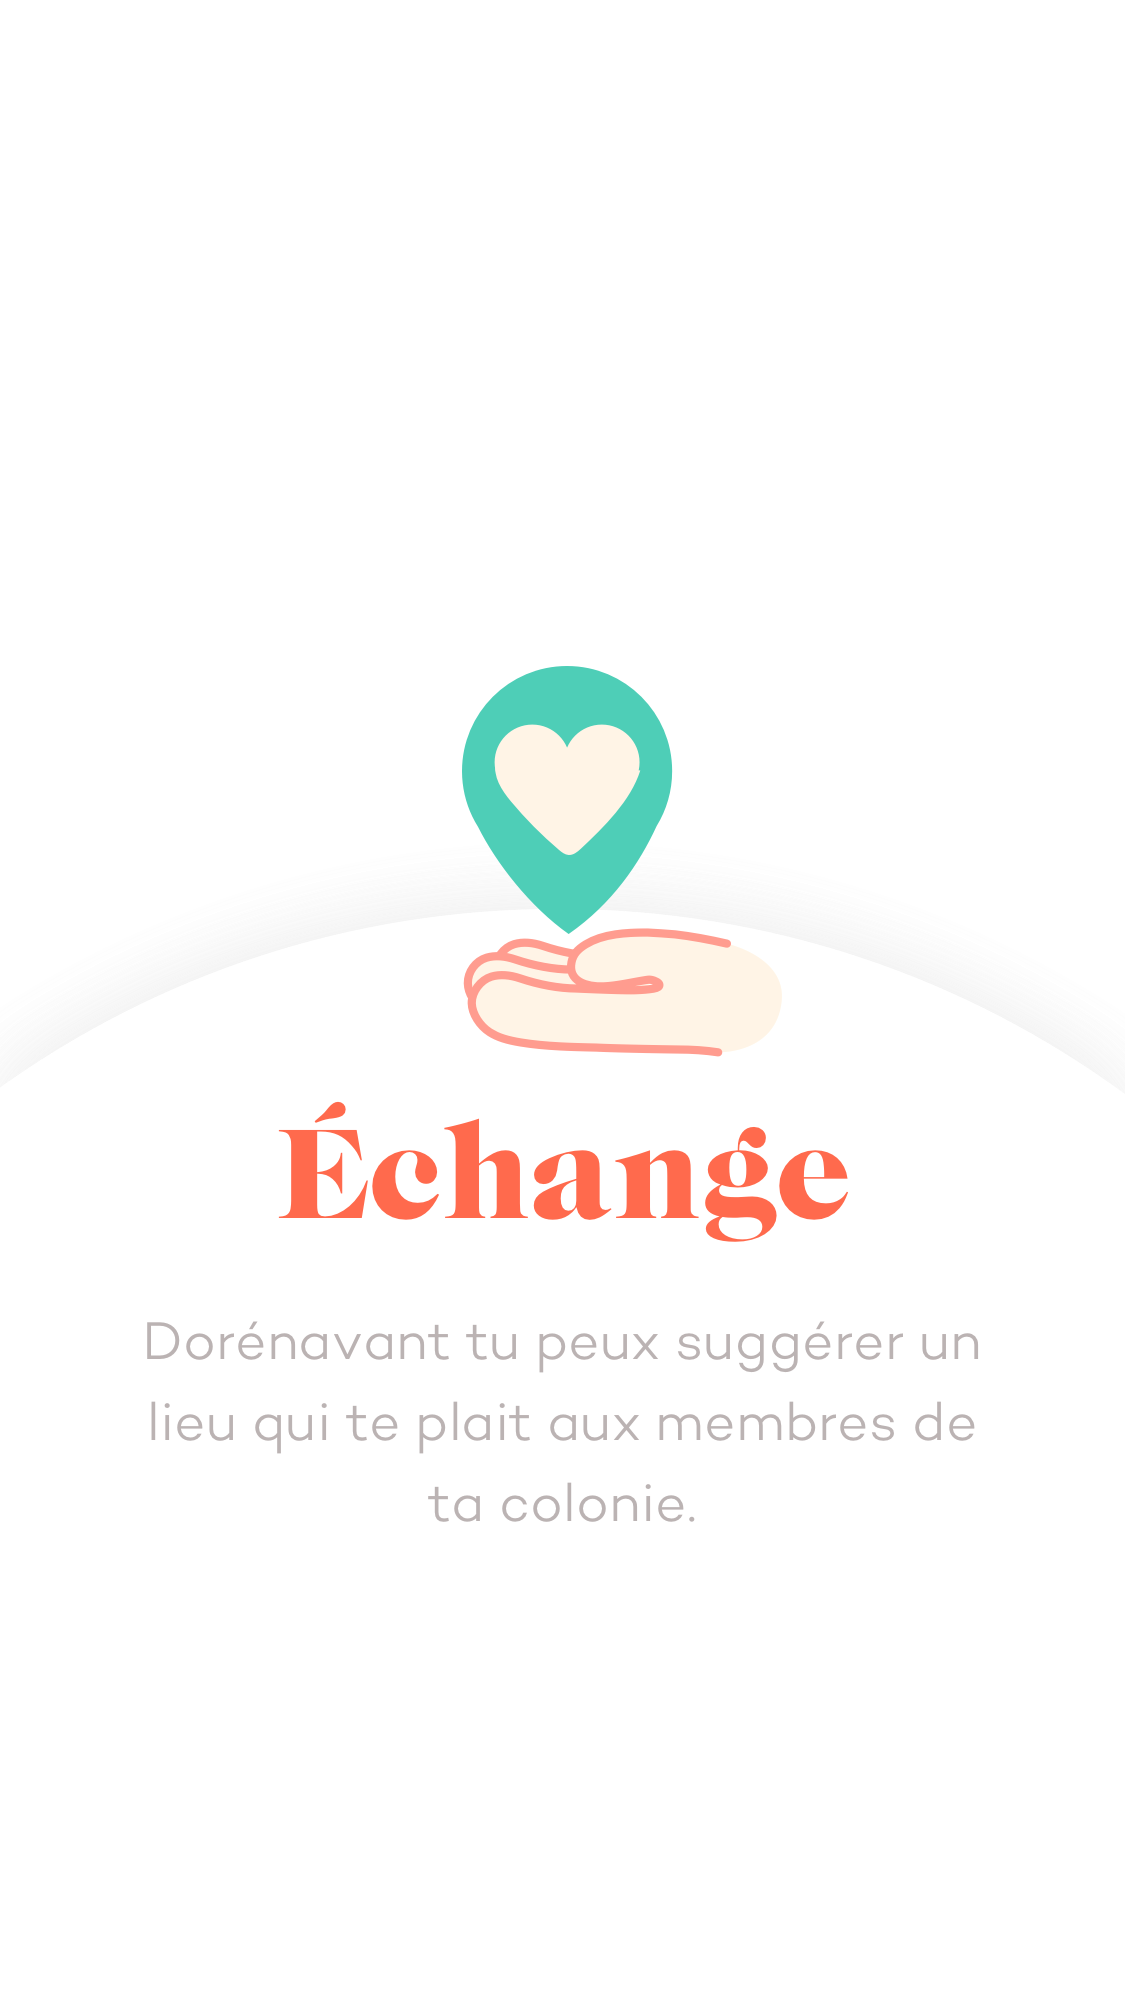 Échange
Dorénavant tu peux suggérer un
lieu qui te plait aux membres de
ta colonie.